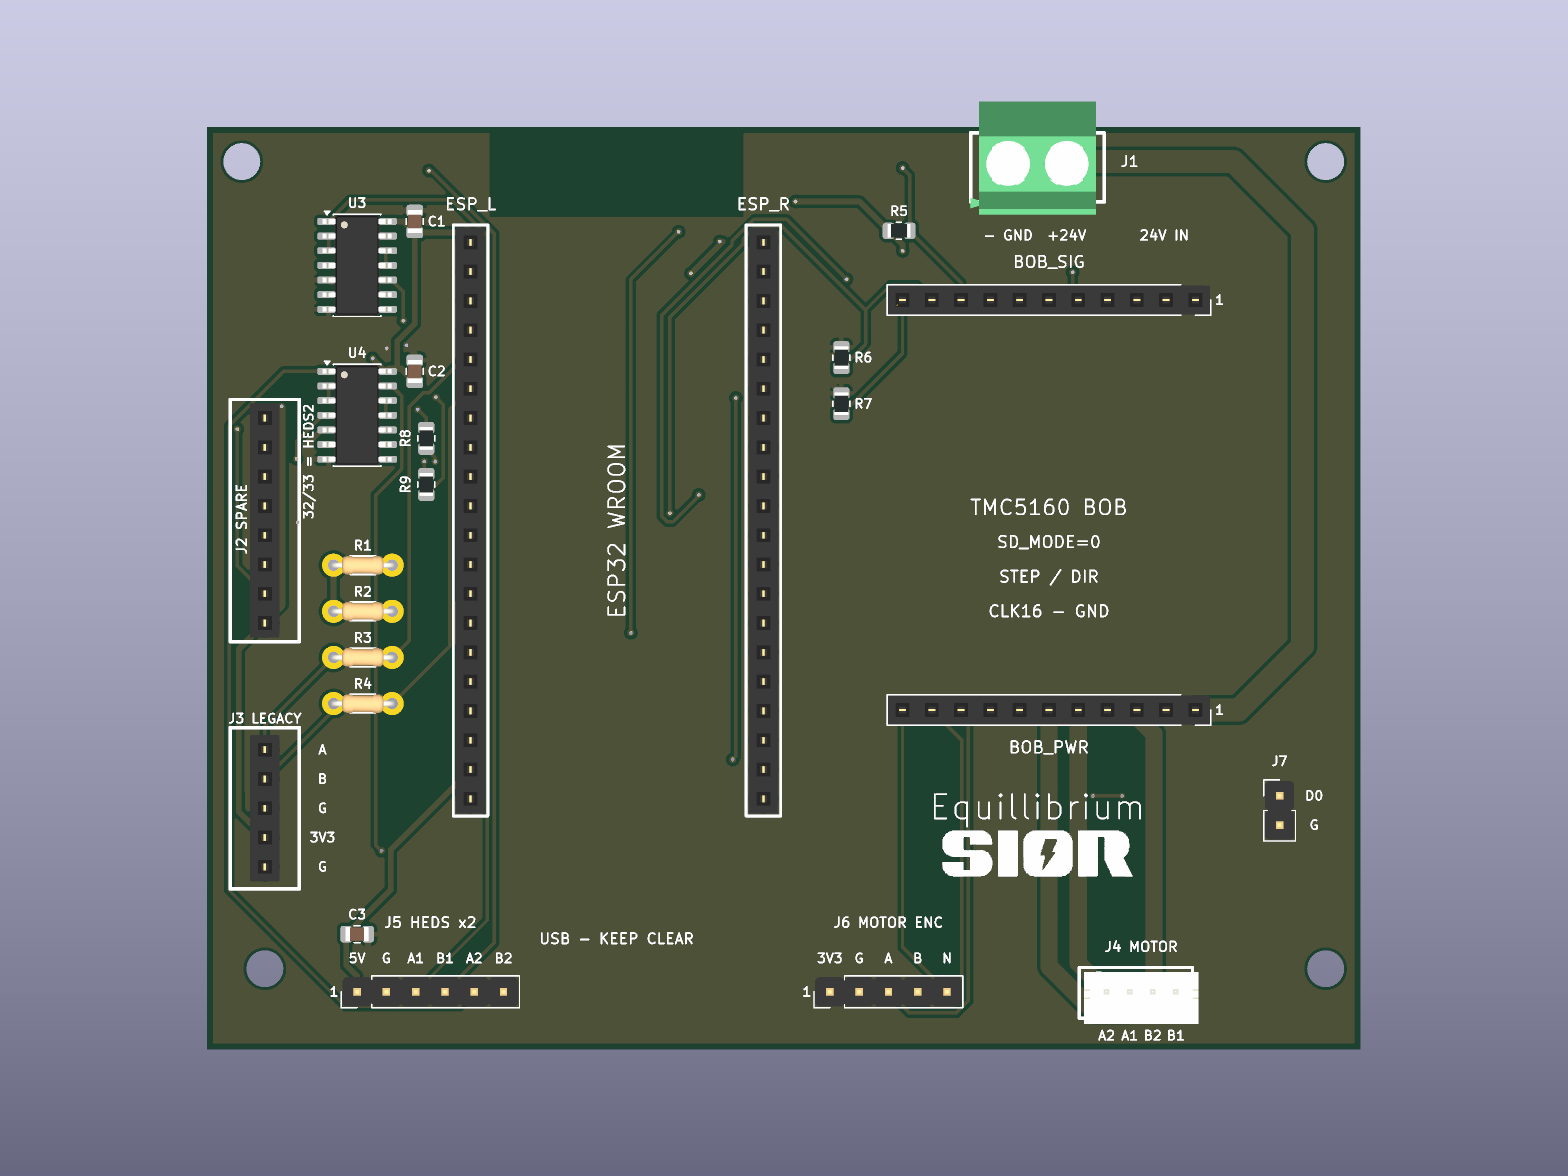 J1
U3
C1
ESP_L
ESP_R
R5
- GND +24V 24V IN
BOB_SIG
1
U4
C2
R6
R7
R8
R9
J2 SPARE
32/33 = HEDS2
ESP32 WROOM
TMC5160 BOB
SD_MODE=0
STEP / DIR
CLK16 - GND
R1
R2
R3
R4
J3 LEGACY
A
B
G
3V3
G
1
BOB_PWR
J7
D0
G
Equillibrium
SIOR
C3
J5 HEDS x2
5V G A1 B1 A2 B2
1
USB - KEEP CLEAR
J6 MOTOR ENC
3V3 G A B N
1
J4 MOTOR
A2 A1 B2 B1